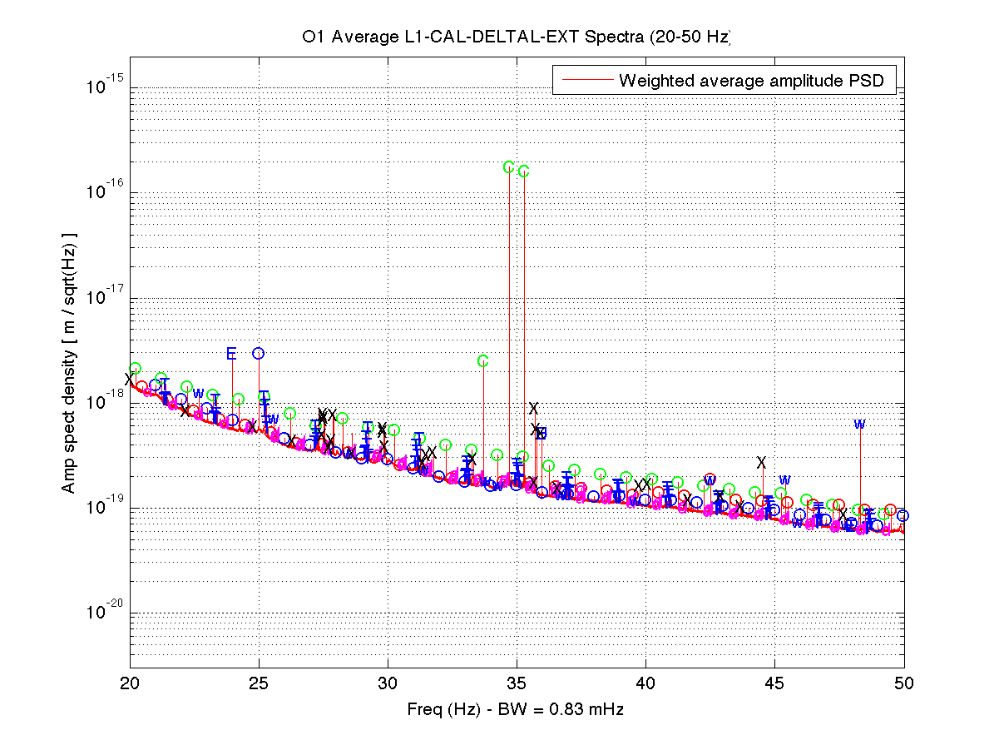 O1 Average L1-CAL-DELTAL-EXT Spectra (20-50 Hz)
Weighted average amplitude PSD
Amp spect density [ m / sqrt(Hz) ]
10^-15
10^-16
10^-17
10^-18
10^-19
10^-20
20 25 30 35 40 45 50
Freq (Hz) - BW = 0.83 mHz